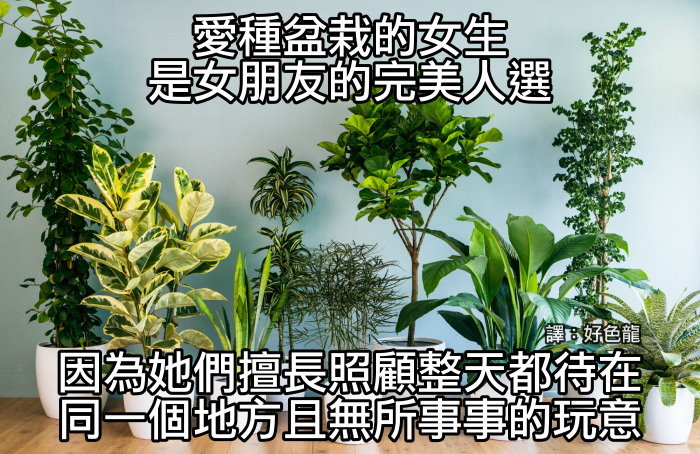 愛種盆栽的女生
是女朋友的完美人選
譯：好色龍
因為她們擅長照顧整天都待在
同一個地方且無所事事的玩意